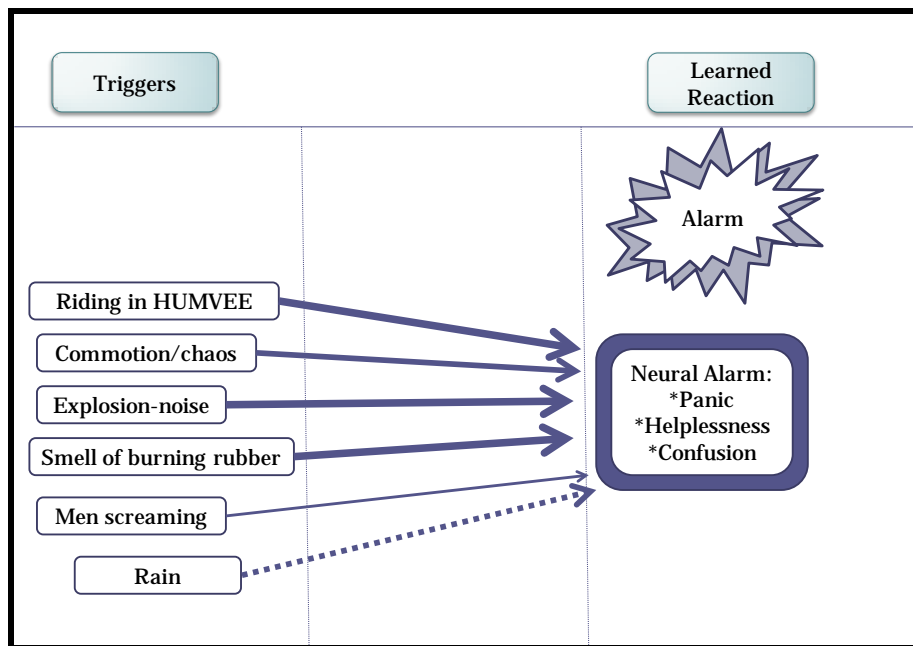 Triggers
Learned
Reaction
Alarm
Riding in HUMVEE
Commotion/chaos
Explosion-noise
Smell of burning rubber
Men screaming
Rain
Neural Alarm:
*Panic
*Helplessness
*Confusion